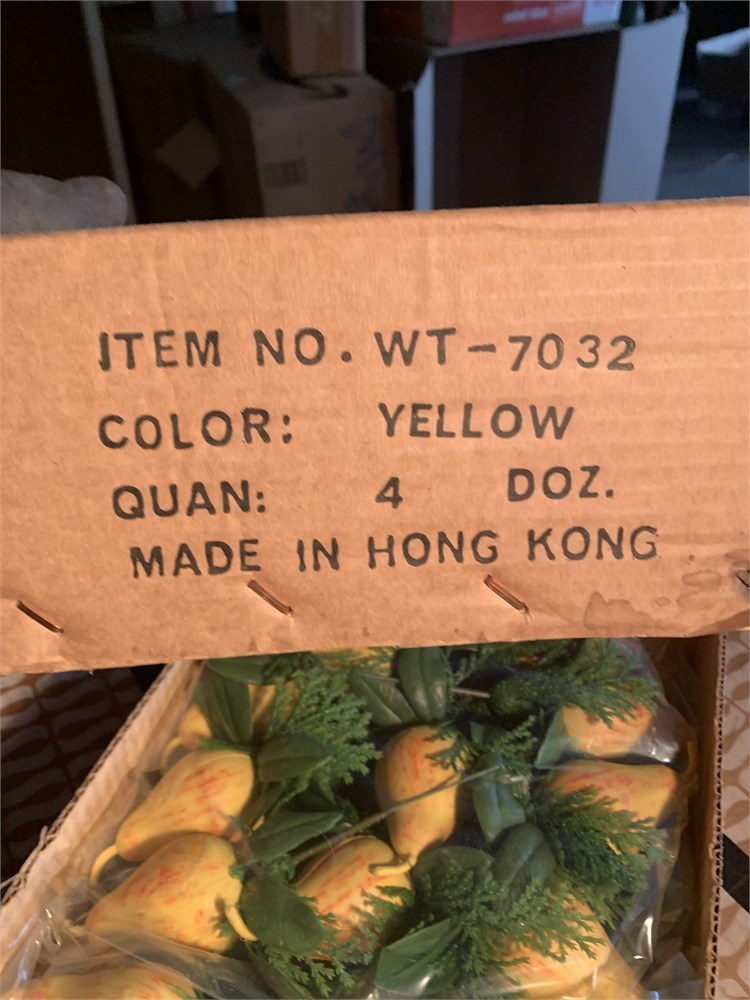 ITEM NO. WT-7032
COLOR: YELLOW
QUAN: 4 DOZ.
MADE IN HONG KONG